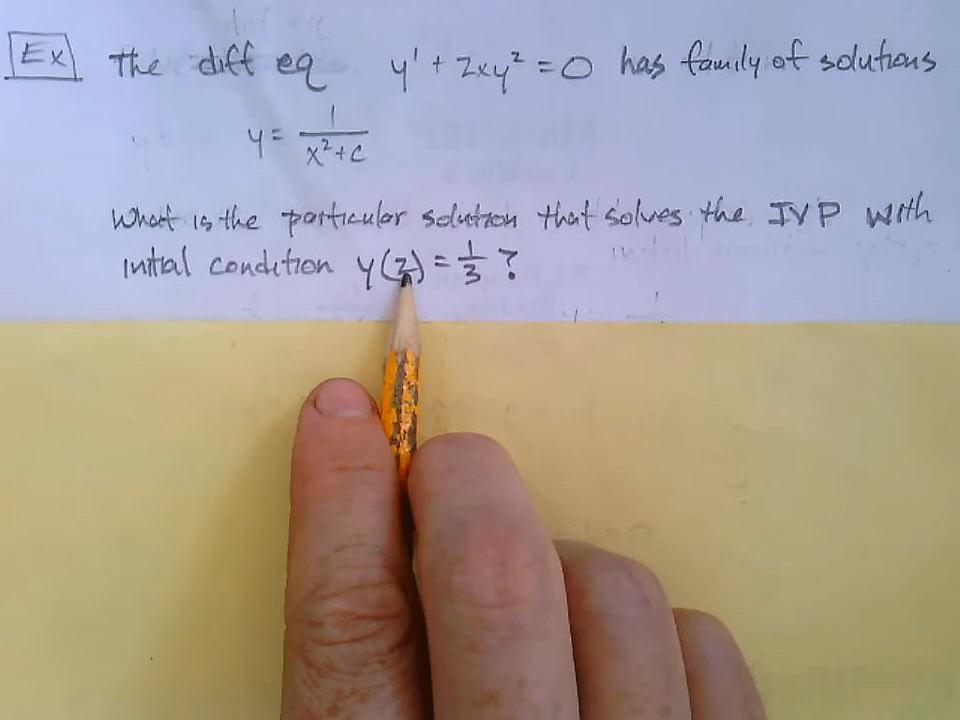 Ex The diff eq y' + 2xy² = 0 has family of solutions
y = 1/(x²+c)
What is the particular solution that solves the IVP with
initial condition y(2) = 1/3 ?